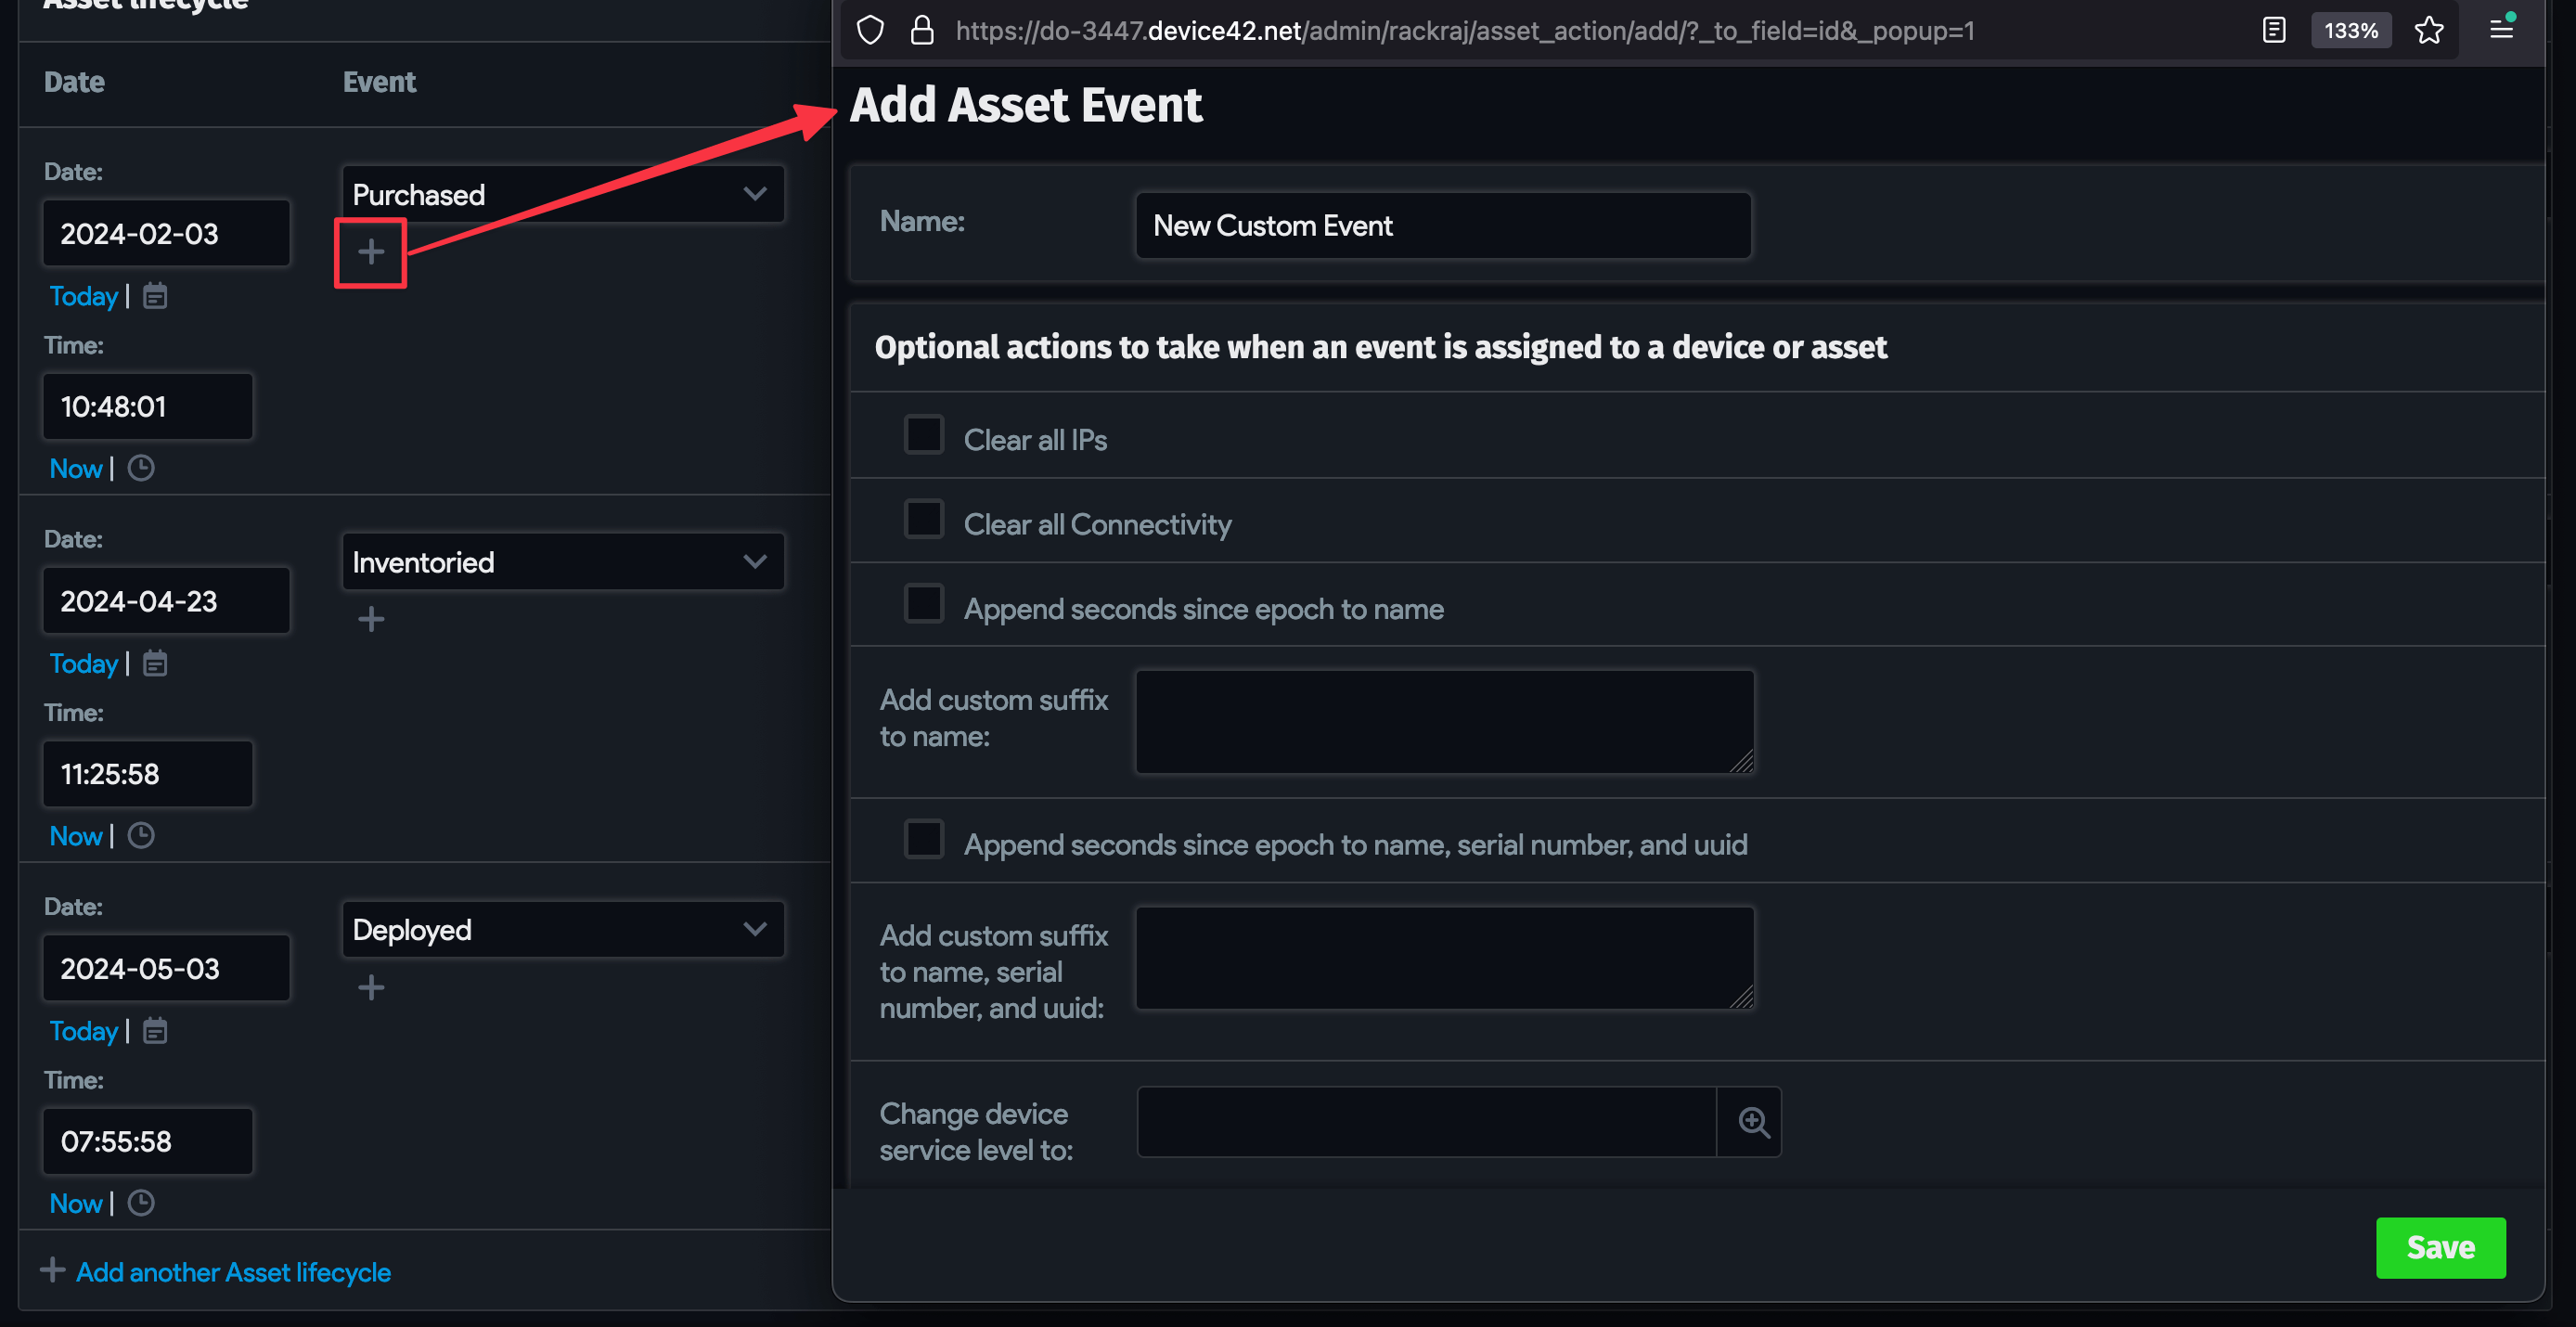 Asset lifecycle
Date
Event
Date:
2024-02-03
Today |
Time:
10:48:01
Now |
Purchased
Date:
2024-04-23
Today |
Time:
11:25:58
Now |
Inventoried
Date:
2024-05-03
Today |
Time:
07:55:58
Now |
Deployed
Add another Asset lifecycle
https://do-3447.device42.net/admin/rackraj/asset_action/add/?_to_field=id&_popup=1
133%
Add Asset Event
Name:
New Custom Event
Optional actions to take when an event is assigned to a device or asset
Clear all IPs
Clear all Connectivity
Append seconds since epoch to name
Add custom suffix
to name:
Append seconds since epoch to name, serial number, and uuid
Add custom suffix
to name, serial
number, and uuid:
Change device
service level to:
Save